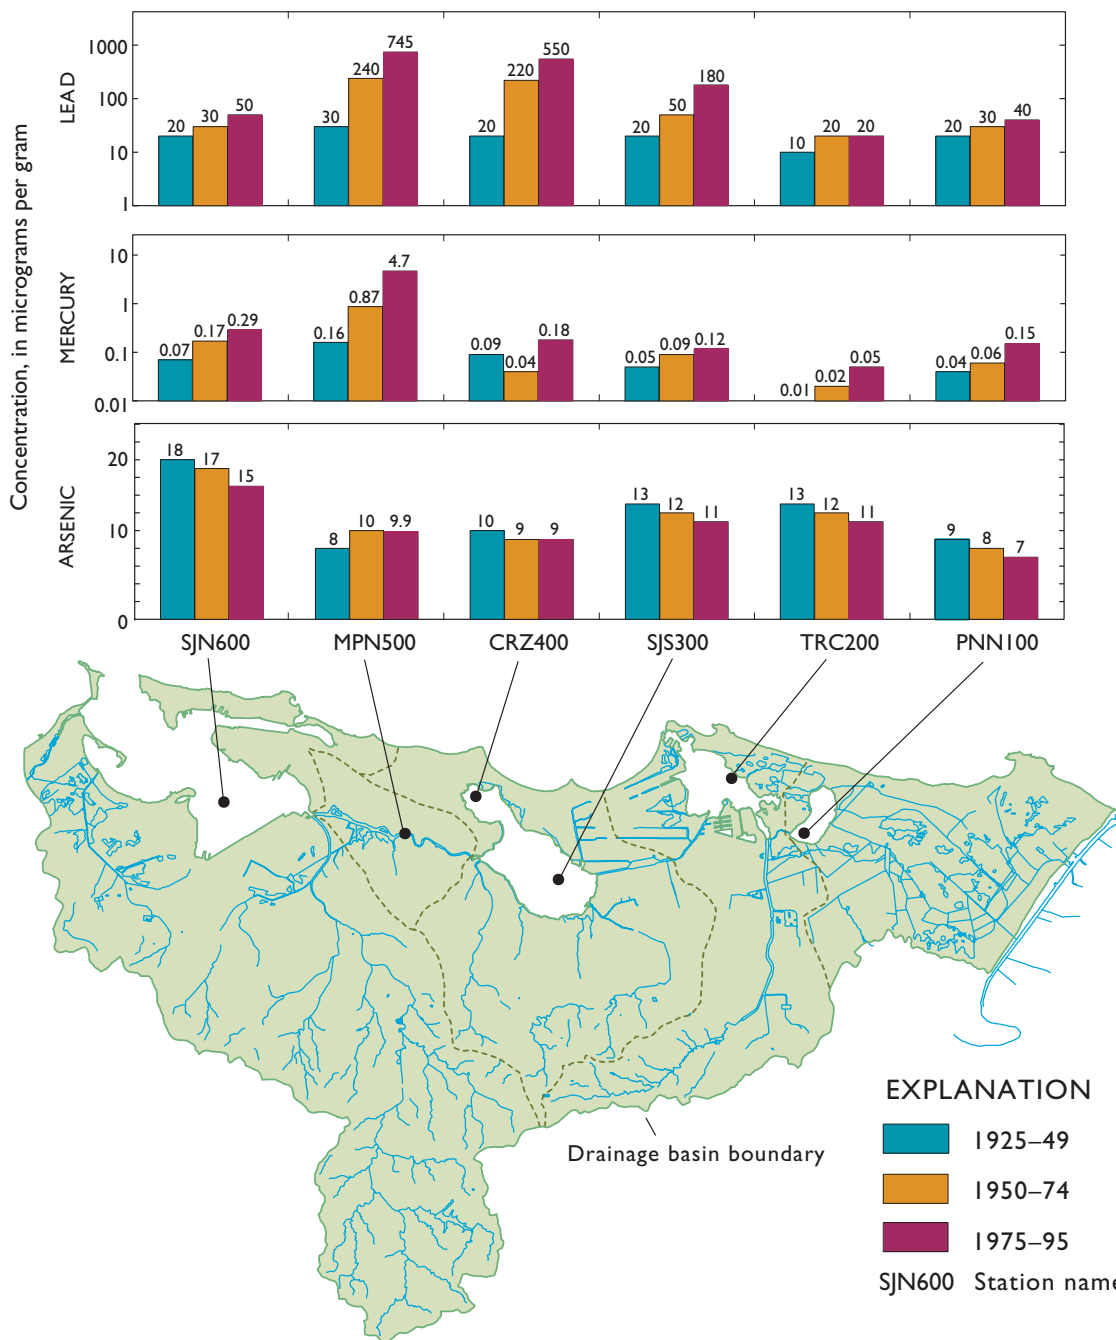 Concentration, in micrograms per gram
LEAD
1000
100
10
1
20 30 50
30 240 745
20 220 550
20 50 180
10 20 20
20 30 40
MERCURY
10
1
0.1
0.01
0.07 0.17 0.29
0.16 0.87 4.7
0.09 0.04 0.18
0.05 0.09 0.12
0.01 0.02 0.05
0.04 0.06 0.15
ARSENIC
20
10
0
18 17 15
8 10 9.9
10 9 9
13 12 11
13 12 11
9 8 7
SJN600 MPN500 CRZ400 SJS300 TRC200 PNN100
Drainage basin boundary
EXPLANATION
1925–49
1950–74
1975–95
SJN600 Station name